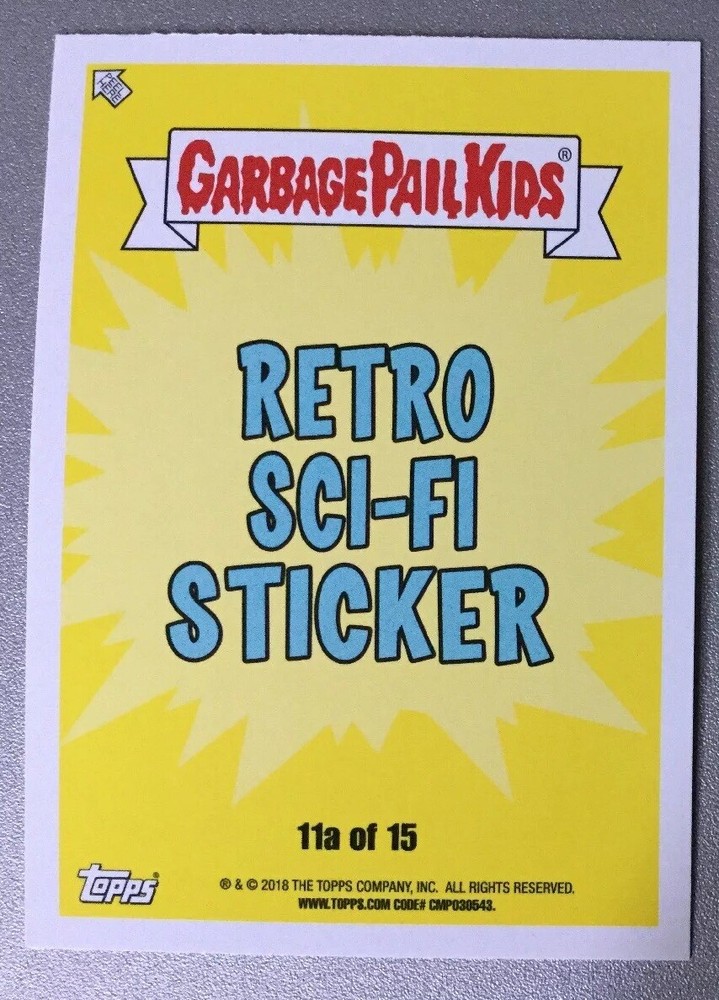 PEEL HERE
GARBAGE PAIL KIDS®
RETRO
SCI-FI
STICKER
11a of 15
topps®
® & © 2018 THE TOPPS COMPANY, INC. ALL RIGHTS RESERVED.
WWW.TOPPS.COM CODE# CMP030543.